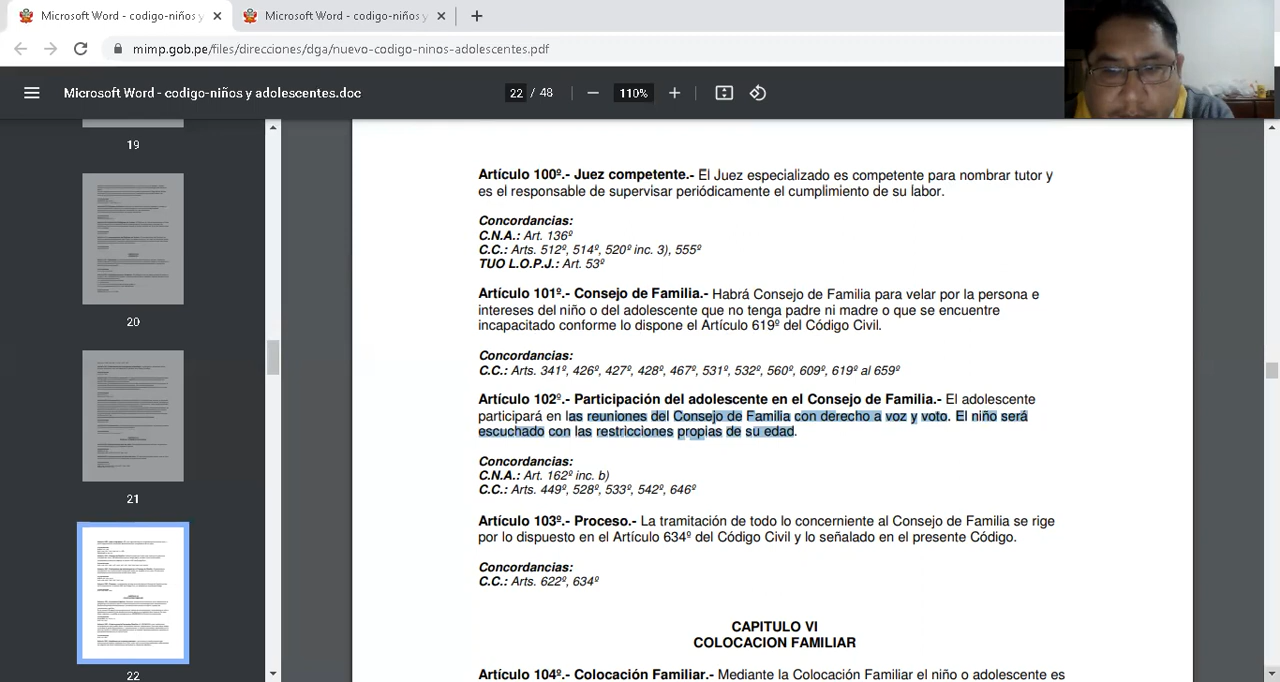 Microsoft Word - codigo-niños y
Microsoft Word - codigo-niños y
mimp.gob.pe/files/direcciones/dga/nuevo-codigo-ninos-adolescentes.pdf
Microsoft Word - codigo-niños y adolescentes.doc
22 / 48
110%
19
20
21
22
Artículo 100º.- Juez competente.- El Juez especializado es competente para nombrar tutor y
es el responsable de supervisar periódicamente el cumplimiento de su labor.
Concordancias:
C.N.A.: Art. 136º
C.C.: Arts. 512º, 514º, 520º inc. 3), 555º
TUO L.O.P.J.: Art. 53º
Artículo 101º.- Consejo de Familia.- Habrá Consejo de Familia para velar por la persona e
intereses del niño o del adolescente que no tenga padre ni madre o que se encuentre
incapacitado conforme lo dispone el Artículo 619º del Código Civil.
Concordancias:
C.C.: Arts. 341º, 426º, 427º, 428º, 467º, 531º, 532º, 560º, 609º, 619º al 659º
Artículo 102º.- Participación del adolescente en el Consejo de Familia.- El adolescente
participará en las reuniones del Consejo de Familia con derecho a voz y voto. El niño será
escuchado con las restricciones propias de su edad.
Concordancias:
C.N.A.: Art. 162º inc. b)
C.C.: Arts. 449º, 528º, 533º, 542º, 646º
Artículo 103º.- Proceso.- La tramitación de todo lo concerniente al Consejo de Familia se rige
por lo dispuesto en el Artículo 634º del Código Civil y lo señalado en el presente Código.
Concordancias:
C.C.: Arts. 622º, 634º
CAPITULO VI
COLOCACION FAMILIAR
Artículo 104º.- Colocación Familiar.- Mediante la Colocación Familiar el niño o adolescente es